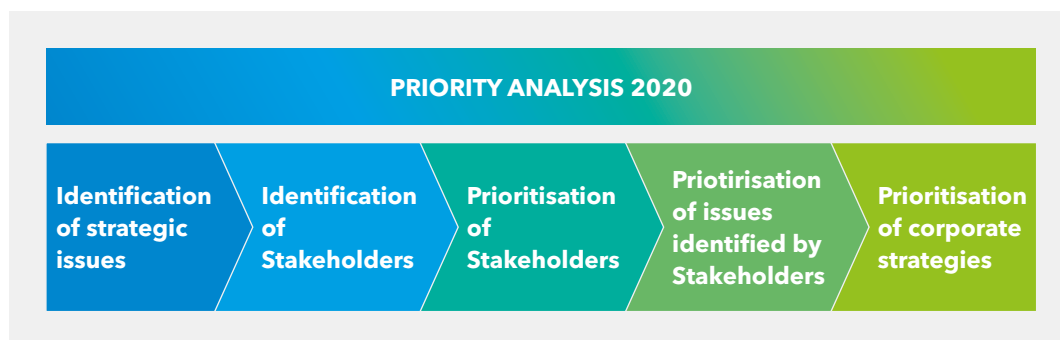 PRIORITY ANALYSIS 2020
Identification
of strategic
issues
Identification
of
Stakeholders
Prioritisation
of
Stakeholders
Priotirisation
of issues
identified by
Stakeholders
Prioritisation
of corporate
strategies